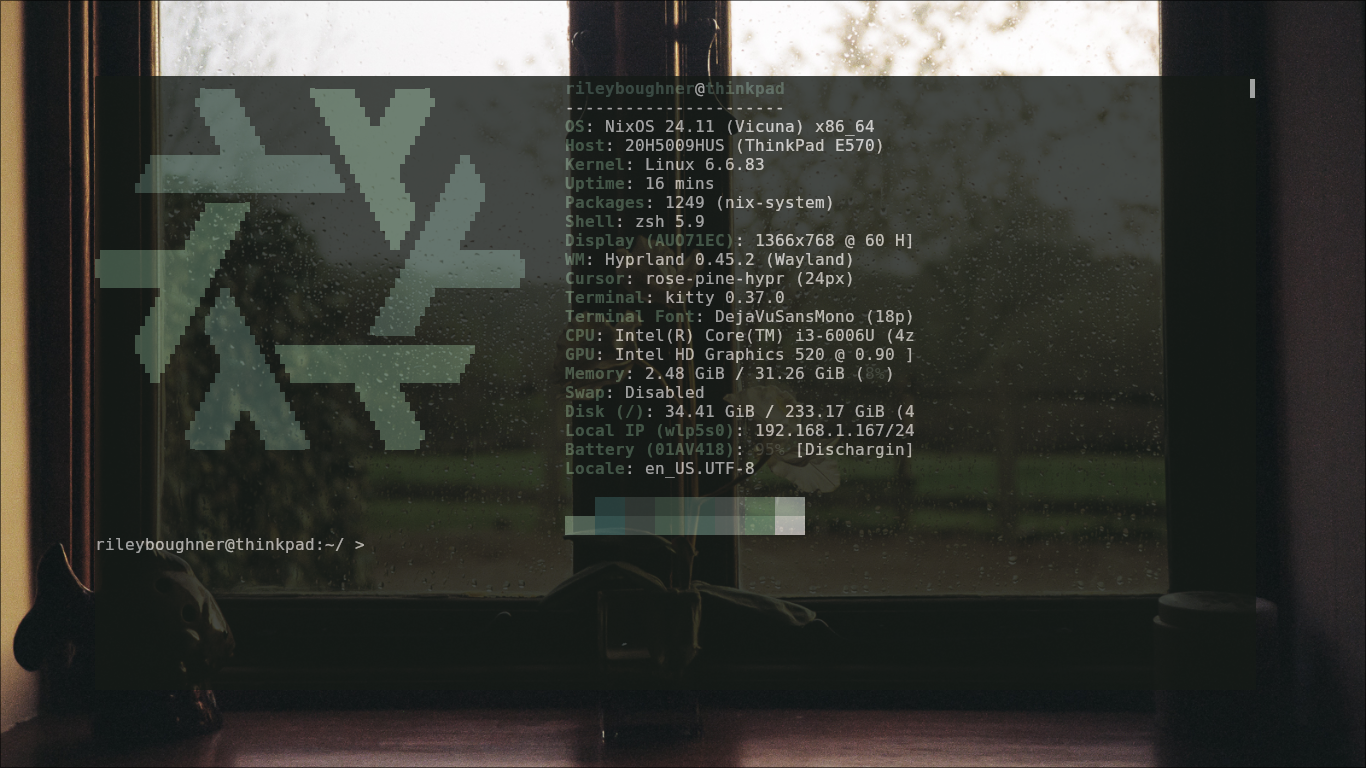 rileyboughner@thinkpad
----------------------
OS: NixOS 24.11 (Vicuna) x86_64
Host: 20H5009HUS (ThinkPad E570)
Kernel: Linux 6.6.83
Uptime: 16 mins
Packages: 1249 (nix-system)
Shell: zsh 5.9
Display (AUO71EC): 1366x768 @ 60 H]
WM: Hyprland 0.45.2 (Wayland)
Cursor: rose-pine-hypr (24px)
Terminal: kitty 0.37.0
Terminal Font: DejaVuSansMono (18p)
CPU: Intel(R) Core(TM) i3-6006U (4z
GPU: Intel HD Graphics 520 @ 0.90 ]
Memory: 2.48 GiB / 31.26 GiB (8%)
Swap: Disabled
Disk (/): 34.41 GiB / 233.17 GiB (4
Local IP (wlp5s0): 192.168.1.167/24
Battery (01AV418): 95% [Dischargin]
Locale: en_US.UTF-8
rileyboughner@thinkpad:~/ >